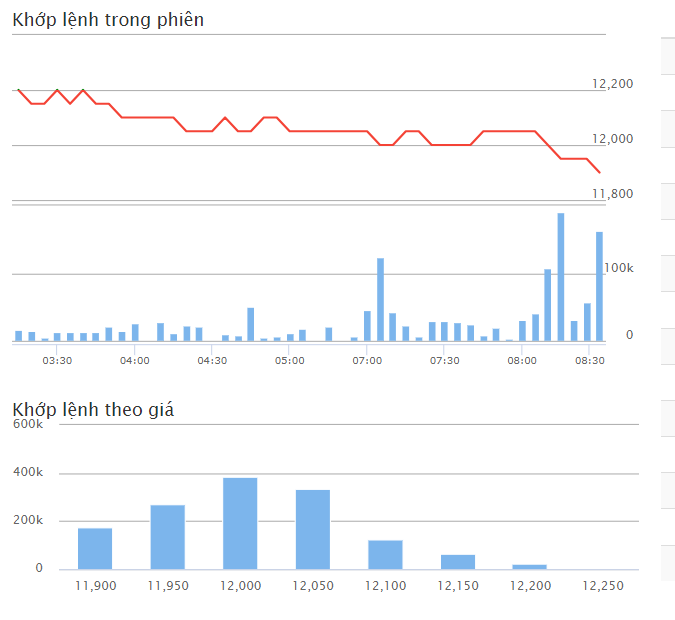 Khớp lệnh trong phiên
12,200
12,000
11,800
100k
0
03:30 04:00 04:30 05:00 07:00 07:30 08:00 08:30
Khớp lệnh theo giá
600k
400k
200k
0
11,900 11,950 12,000 12,050 12,100 12,150 12,200 12,250